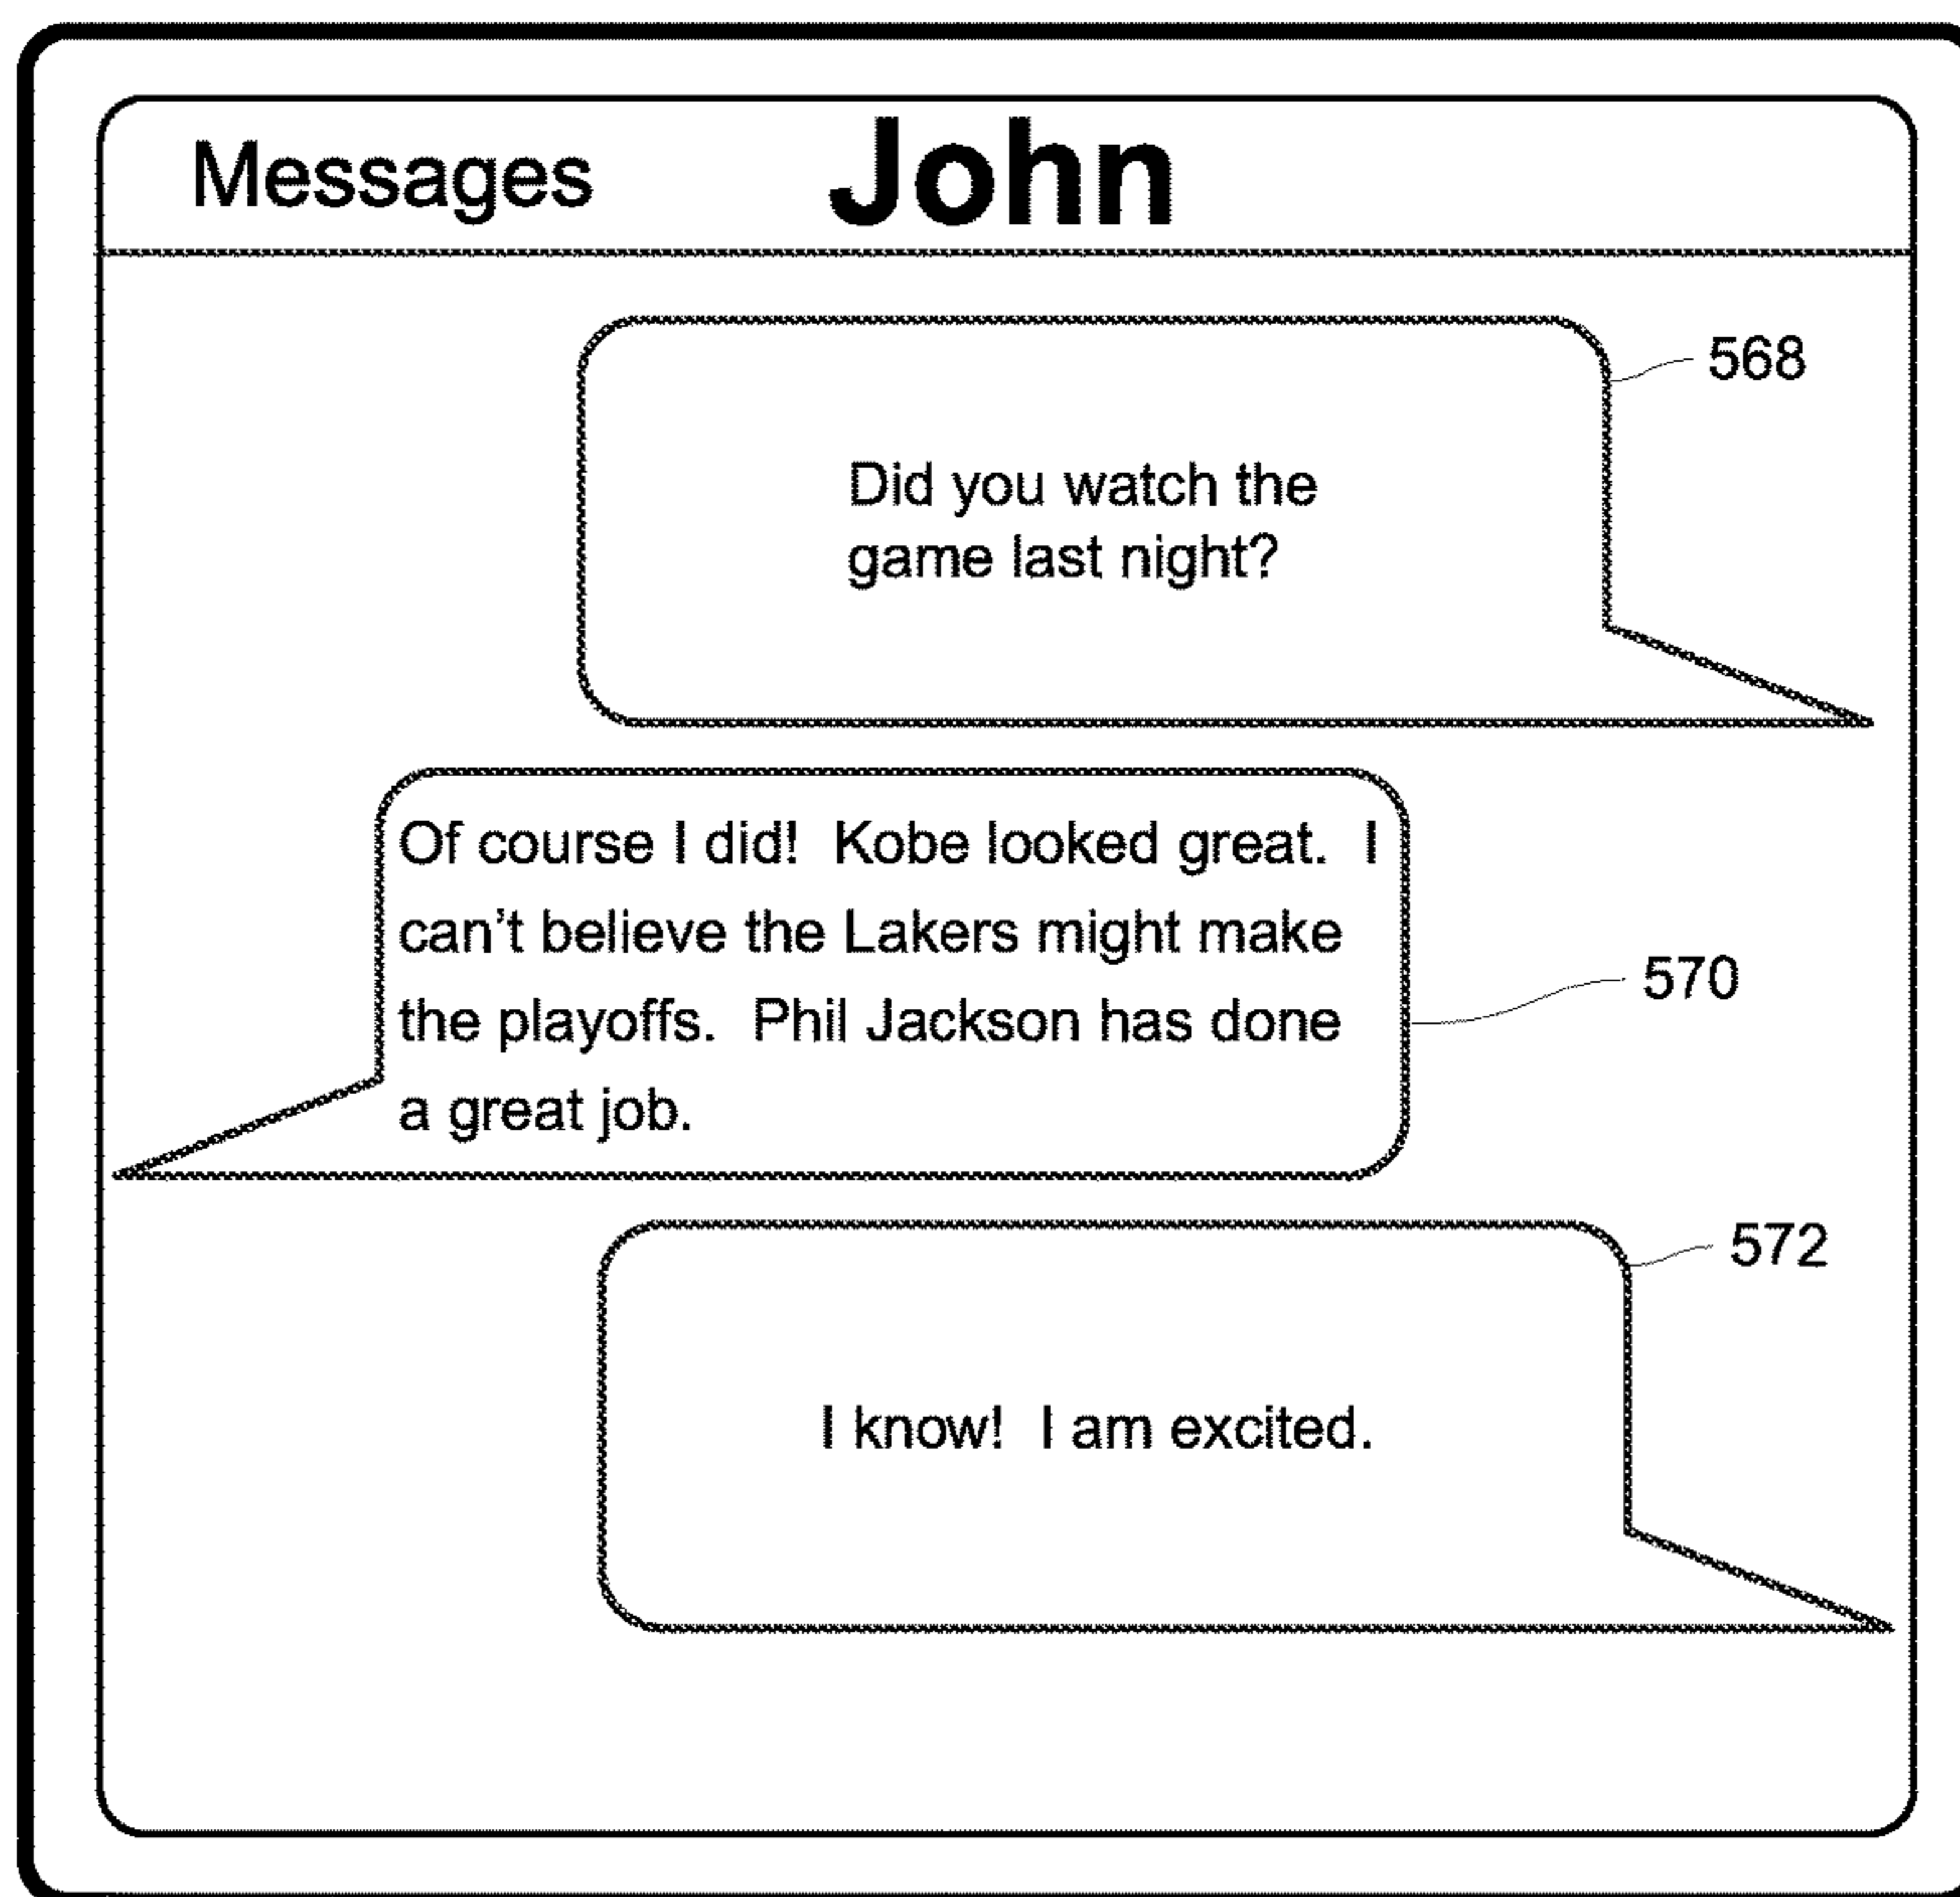 Messages John
568
Did you watch the
game last night?
Of course I did!  Kobe looked great.  I
can't believe the Lakers might make
570
the playoffs.  Phil Jackson has done
a great job.
572
I know!  I am excited.